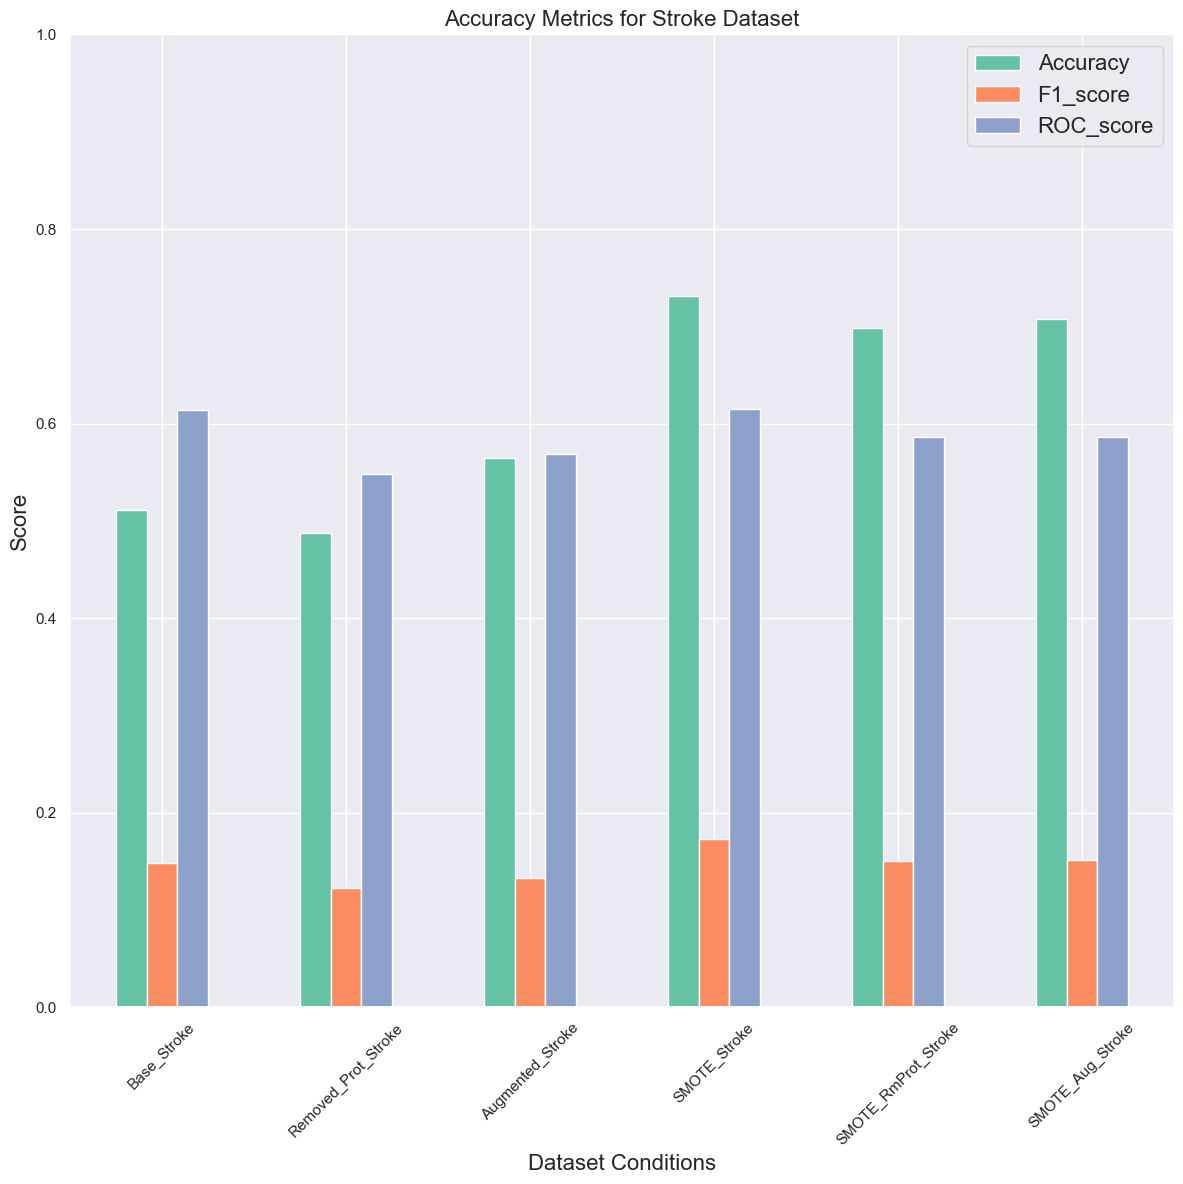 Accuracy Metrics for Stroke Dataset
Accuracy
F1_score
ROC_score
1.0
0.8
0.6
0.4
0.2
0.0
Score
Base_Stroke
Removed_Prot_Stroke
Augmented_Stroke
SMOTE_Stroke
SMOTE_RmProt_Stroke
SMOTE_Aug_Stroke
Dataset Conditions